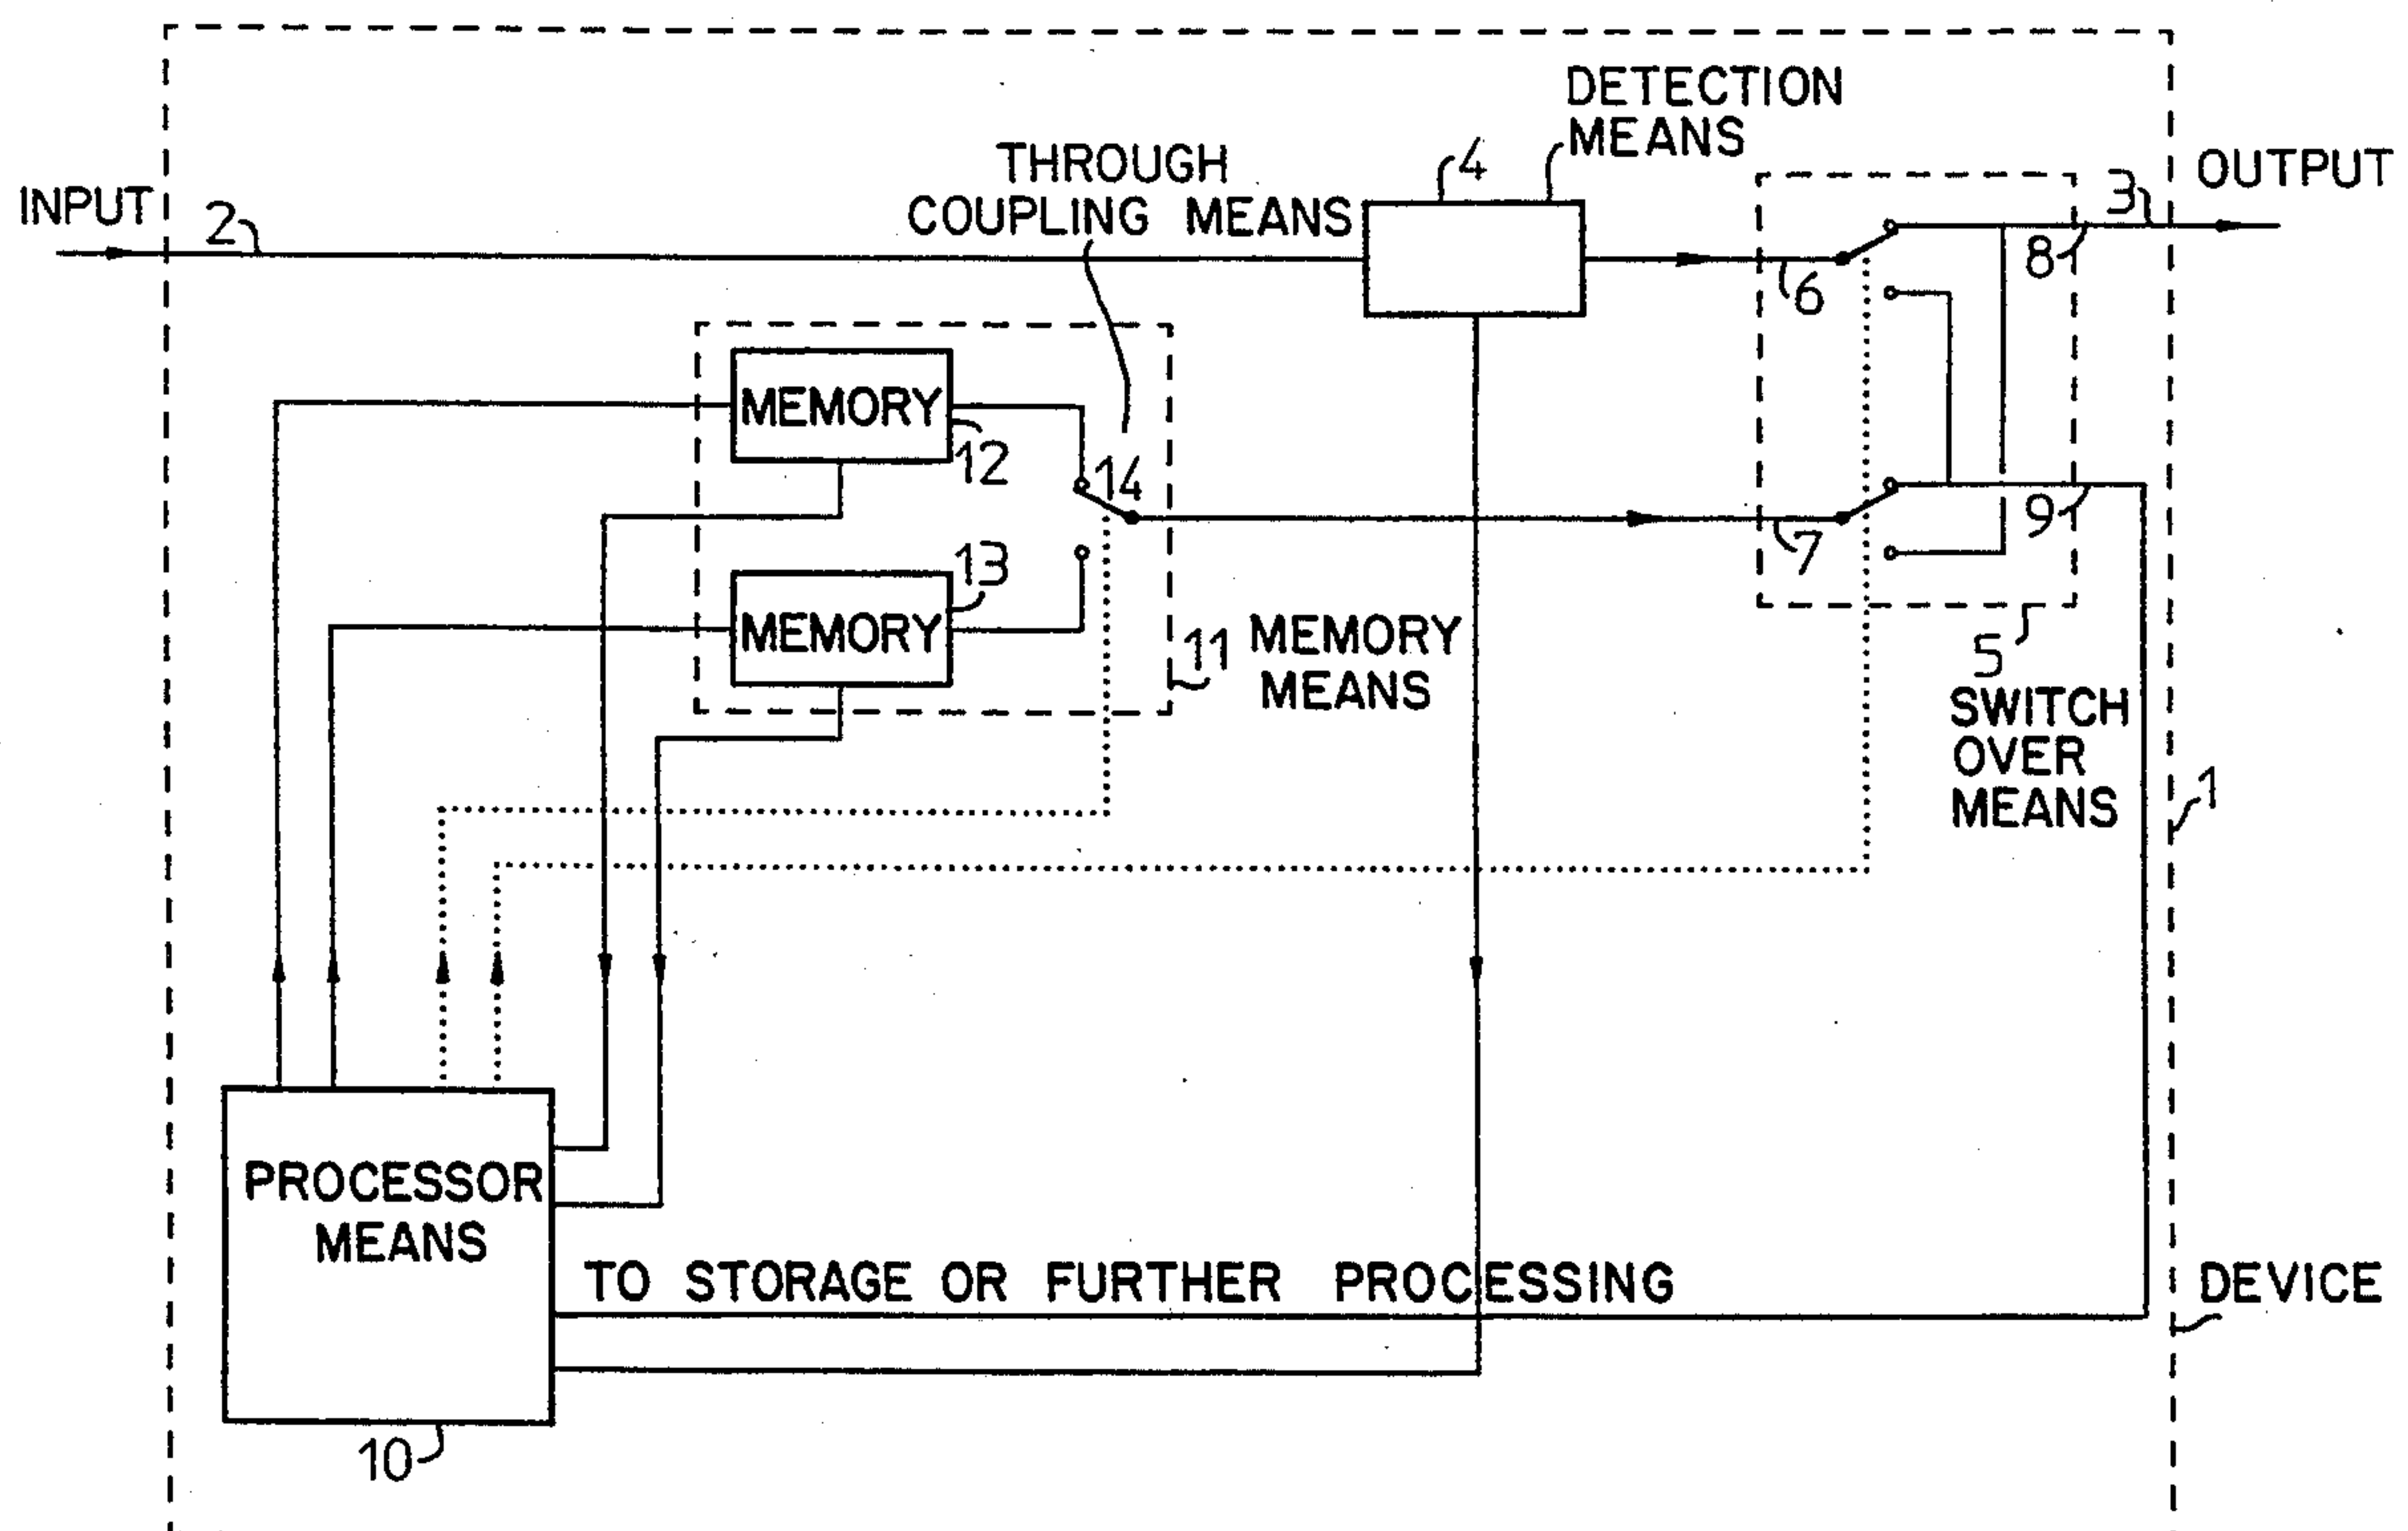 DETECTION
MEANS
THROUGH
COUPLING MEANS
4
INPUT
2
OUTPUT
3
8
6
MEMORY
12
14
9
7
MEMORY
13
11
MEMORY
MEANS
5
SWITCH
OVER
MEANS
1
PROCESSOR
MEANS
TO STORAGE OR FURTHER PROCESSING
DEVICE
10